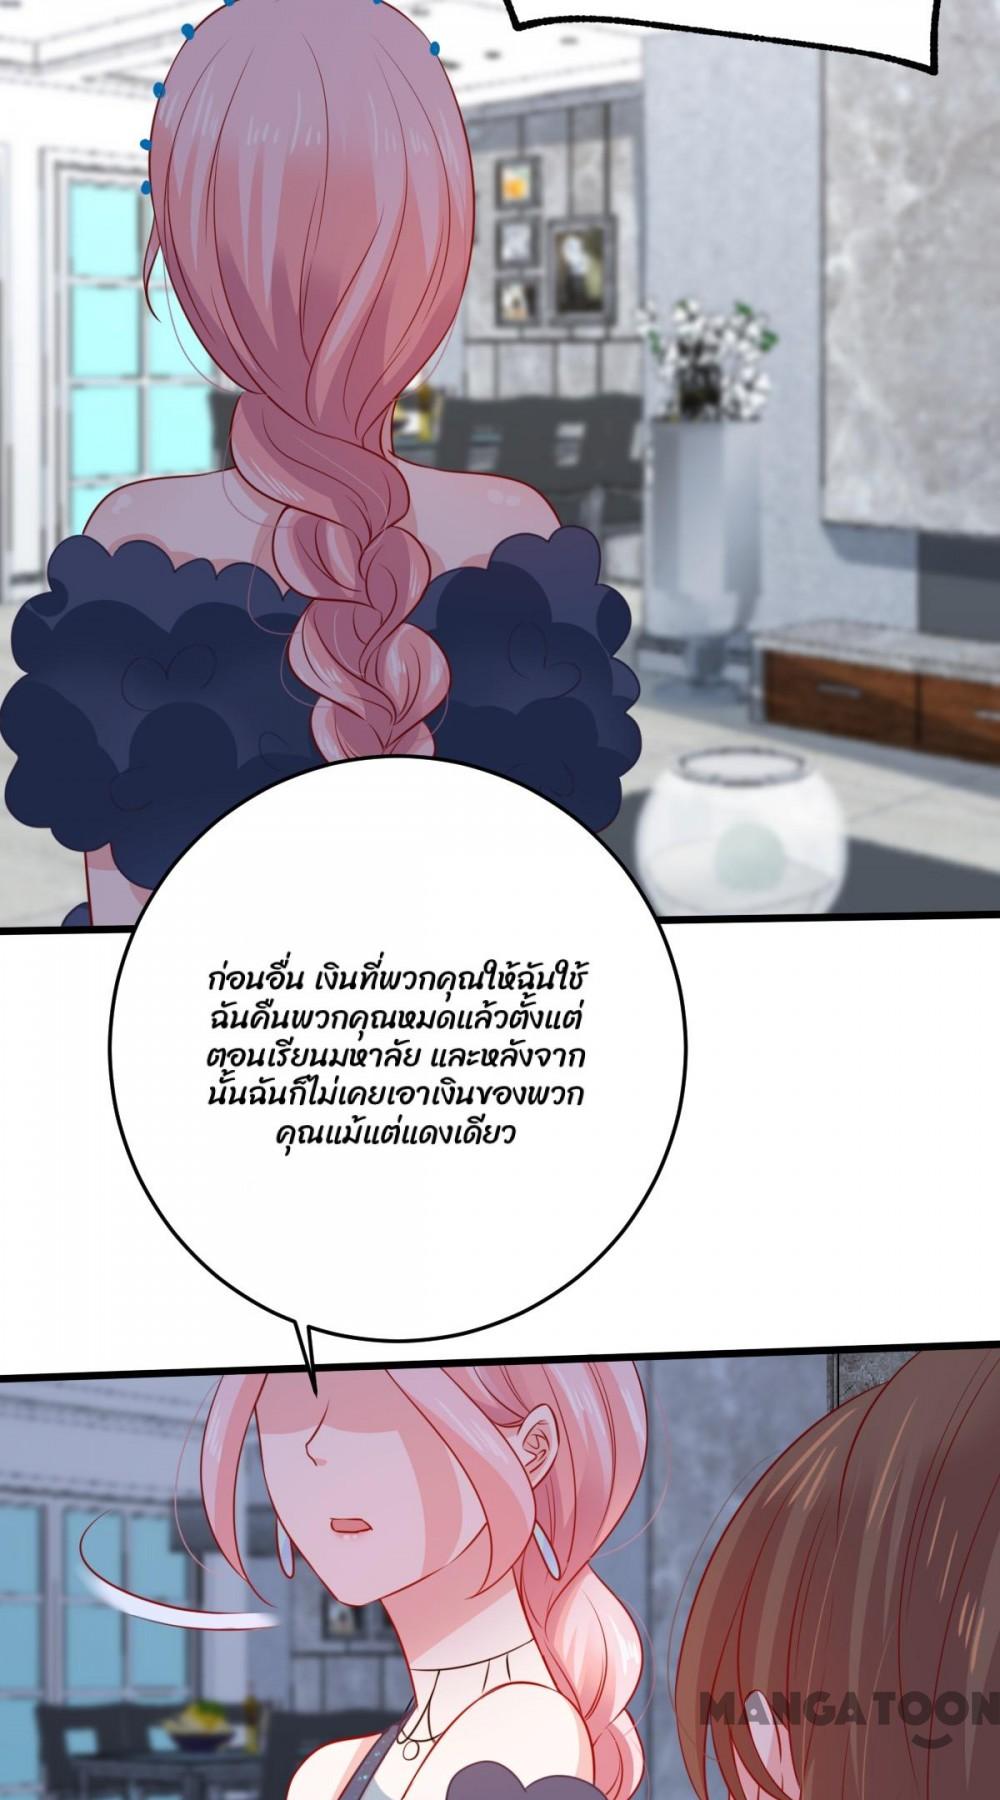 ก่อนอื่น เงินที่พวกคุณให้ฉันใช้
ฉันคืนพวกคุณหมดแล้วตั้งแต่
ตอนเรียนมหาลัย และหลังจาก
นั้นฉันก็ไม่เคยเอาเงินของพวก
คุณแม้แต่แดงเดียว
MANGATOON